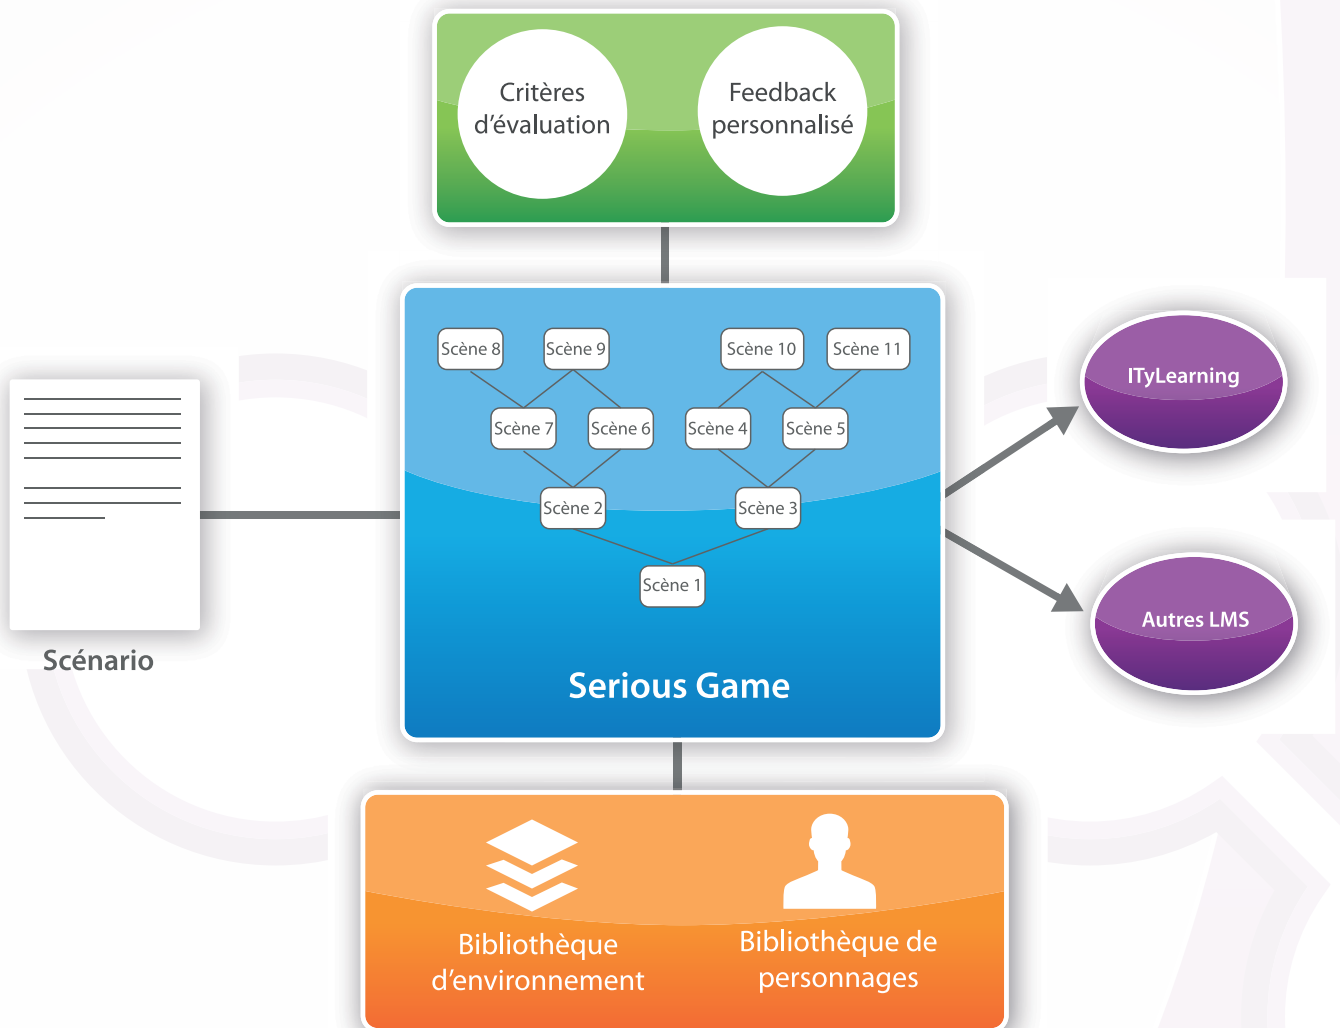 Critères
d'évaluation
Feedback
personnalisé
Scène 8
Scène 9
Scène 10
Scène 11
Scène 7
Scène 6
Scène 4
Scène 5
Scène 2
Scène 3
Scène 1
Serious Game
Scénario
ITyLearning
Autres LMS
Bibliothèque
d'environnement
Bibliothèque de
personnages